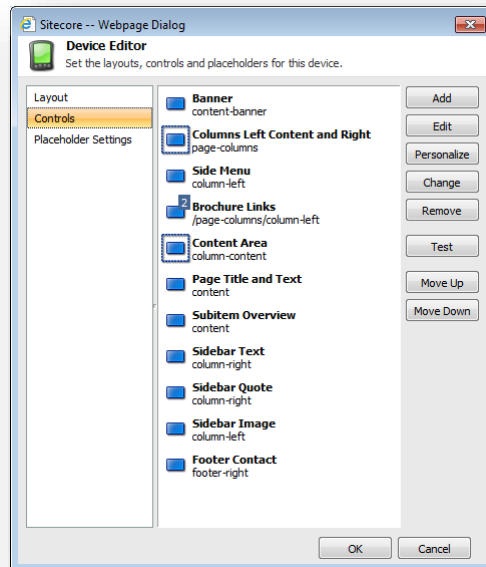 Sitecore -- Webpage Dialog
Device Editor
Set the layouts, controls and placeholders for this device.
Layout
Controls
Placeholder Settings
Banner
content-banner
Columns Left Content and Right
page-columns
Side Menu
column-left
2
Brochure Links
/page-columns/column-left
Content Area
column-content
Page Title and Text
content
Subitem Overview
content
Sidebar Text
column-right
Sidebar Quote
column-right
Sidebar Image
column-left
Footer Contact
footer-right
Add
Edit
Personalize
Change
Remove
Test
Move Up
Move Down
OK
Cancel